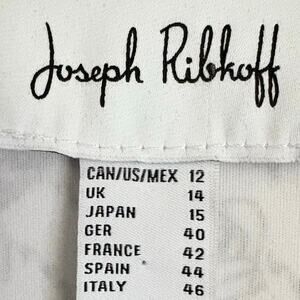 Joseph Ribkoff
CAN/US/MEX 12
UK 14
JAPAN 15
GER 40
FRANCE 42
SPAIN 44
ITALY 46